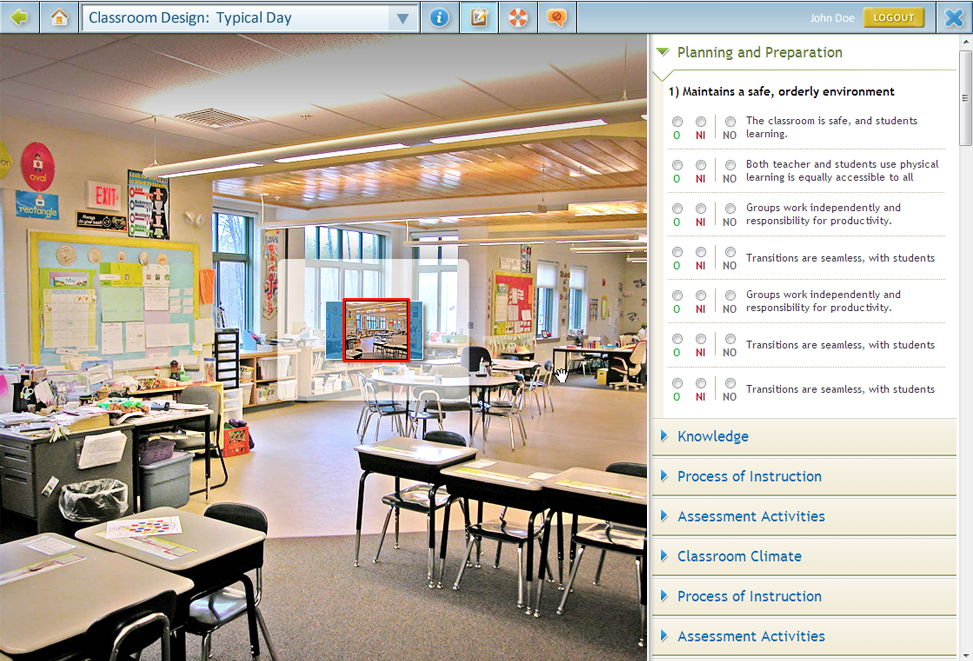 Classroom Design: Typical Day
John Doe
LOGOUT
oval
rectangle
EXIT
Planning and Preparation
1) Maintains a safe, orderly environment
O NI NO The classroom is safe, and students
learning.
O NI NO Both teacher and students use physical
learning is equally accessible to all
O NI NO Groups work independently and
responsibility for productivity.
O NI NO Transitions are seamless, with students
O NI NO Groups work independently and
responsibility for productivity.
O NI NO Transitions are seamless, with students
O NI NO Transitions are seamless, with students
Knowledge
Process of Instruction
Assessment Activities
Classroom Climate
Process of Instruction
Assessment Activities